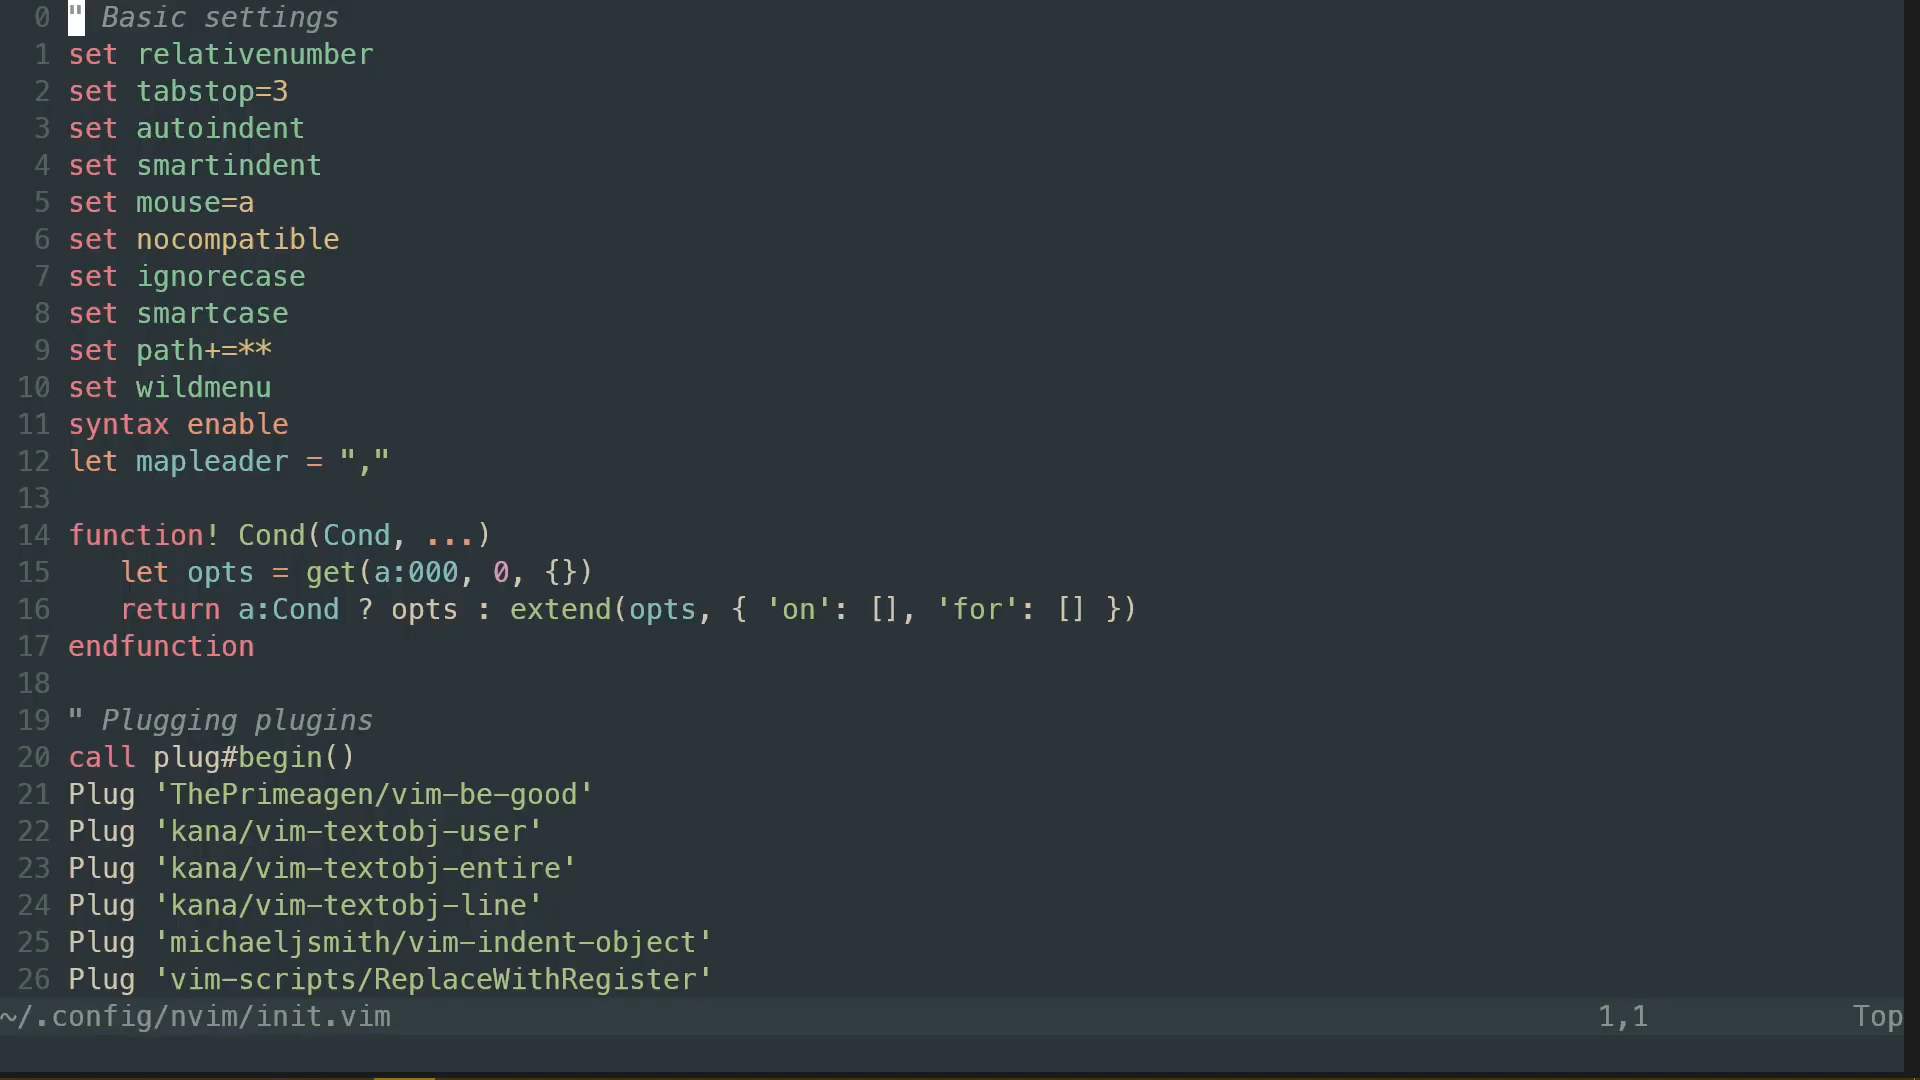 0 " Basic settings
1 set relativenumber
2 set tabstop=3
3 set autoindent
4 set smartindent
5 set mouse=a
6 set nocompatible
7 set ignorecase
8 set smartcase
9 set path+=**
10 set wildmenu
11 syntax enable
12 let mapleader = ","
13
14 function! Cond(Cond, ...)
15    let opts = get(a:000, 0, {})
16    return a:Cond ? opts : extend(opts, { 'on': [], 'for': [] })
17 endfunction
18
19 " Plugging plugins
20 call plug#begin()
21 Plug 'ThePrimeagen/vim-be-good'
22 Plug 'kana/vim-textobj-user'
23 Plug 'kana/vim-textobj-entire'
24 Plug 'kana/vim-textobj-line'
25 Plug 'michaeljsmith/vim-indent-object'
26 Plug 'vim-scripts/ReplaceWithRegister'
~/.config/nvim/init.vim 1,1 Top